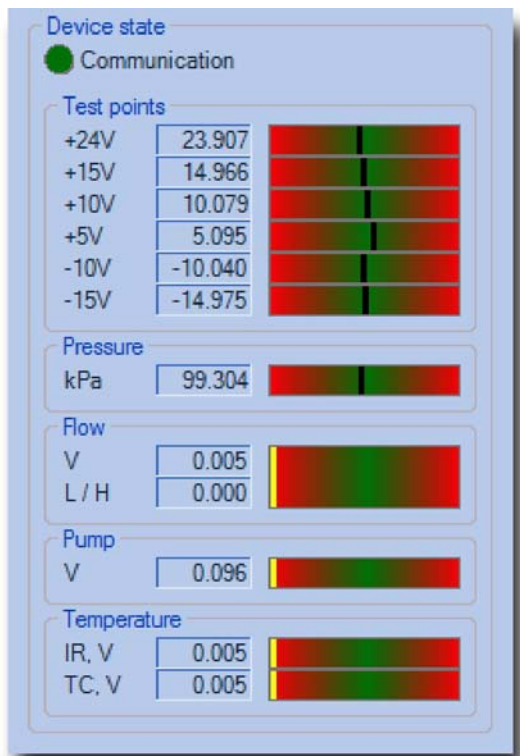 Device state
Communication
Test points
+24V 23.907
+15V 14.966
+10V 10.079
+5V 5.095
-10V -10.040
-15V -14.975
Pressure
kPa 99.304
Flow
V 0.005
L / H 0.000
Pump
V 0.096
Temperature
IR, V 0.005
TC, V 0.005